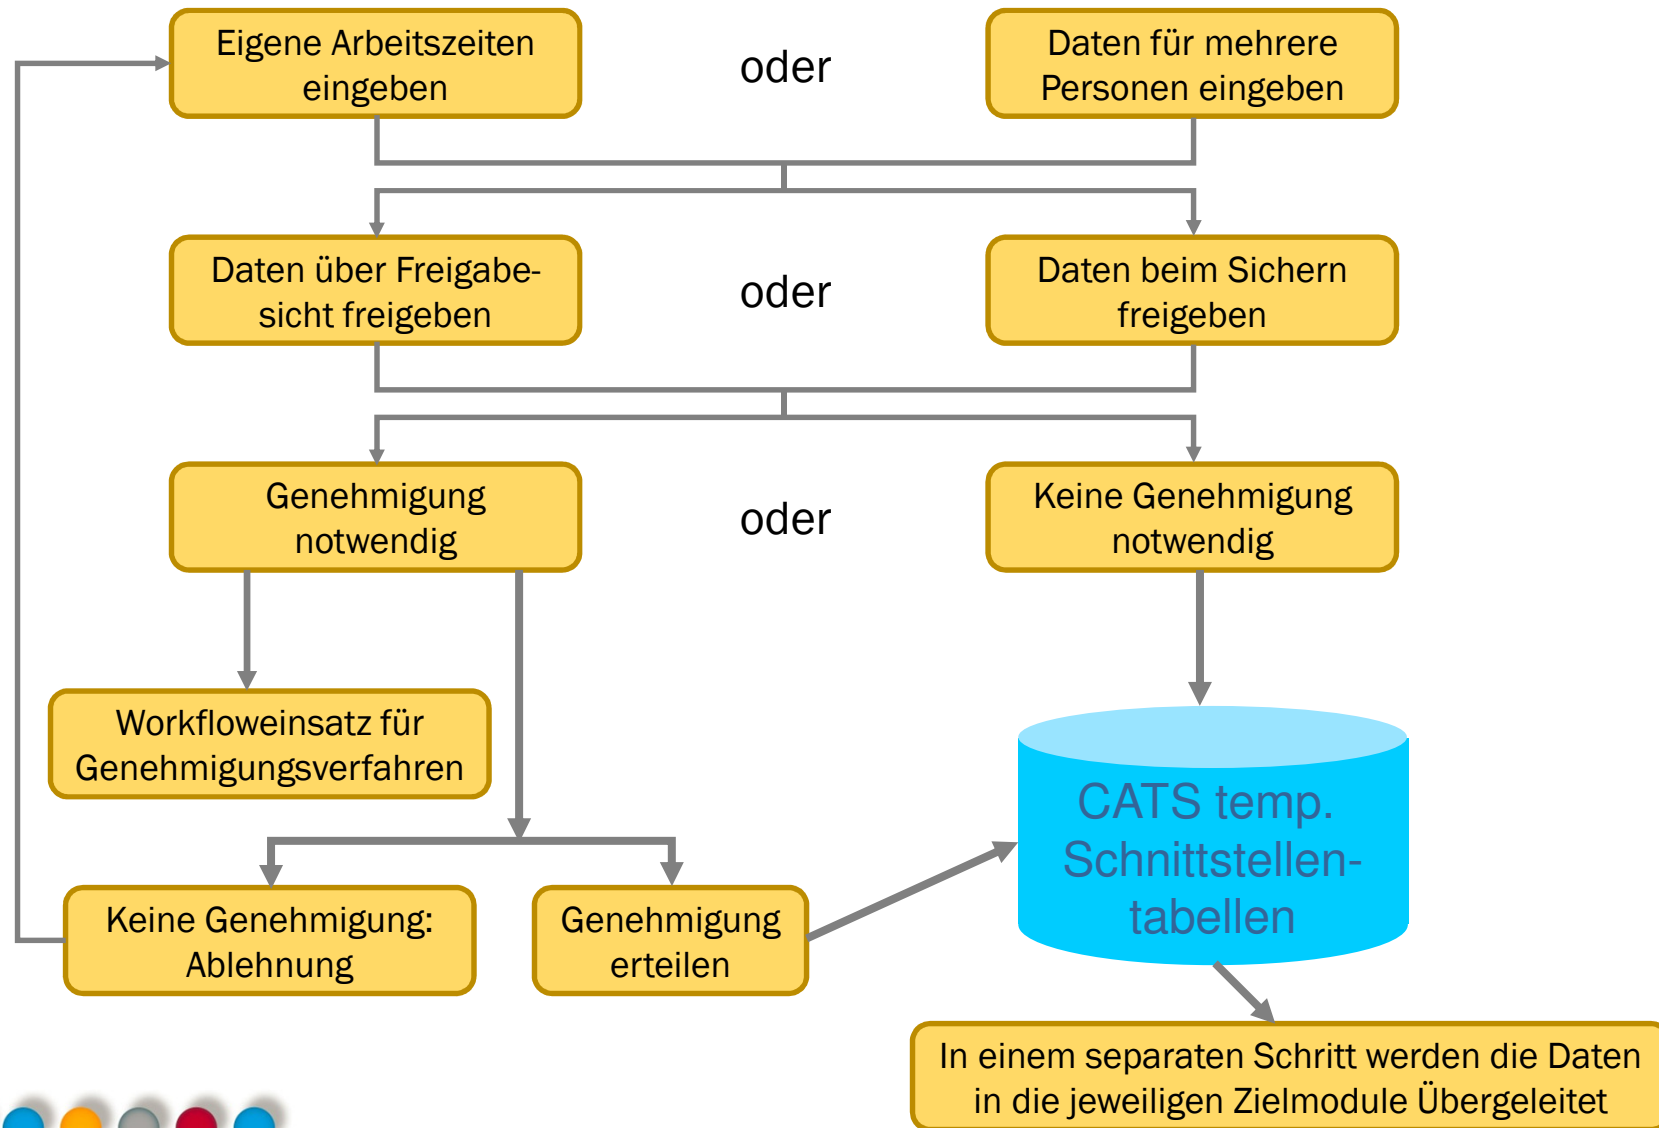 Eigene Arbeitszeiten
eingeben
oder
Daten für mehrere
Personen eingeben
Daten über Freigabe-
sicht freigeben
oder
Daten beim Sichern
freigeben
Genehmigung
notwendig
oder
Keine Genehmigung
notwendig
Workfloweinsatz für
Genehmigungsverfahren
CATS temp.
Schnittstellen-
tabellen
Keine Genehmigung:
Ablehnung
Genehmigung
erteilen
In einem separaten Schritt werden die Daten
in die jeweiligen Zielmodule Übergeleitet